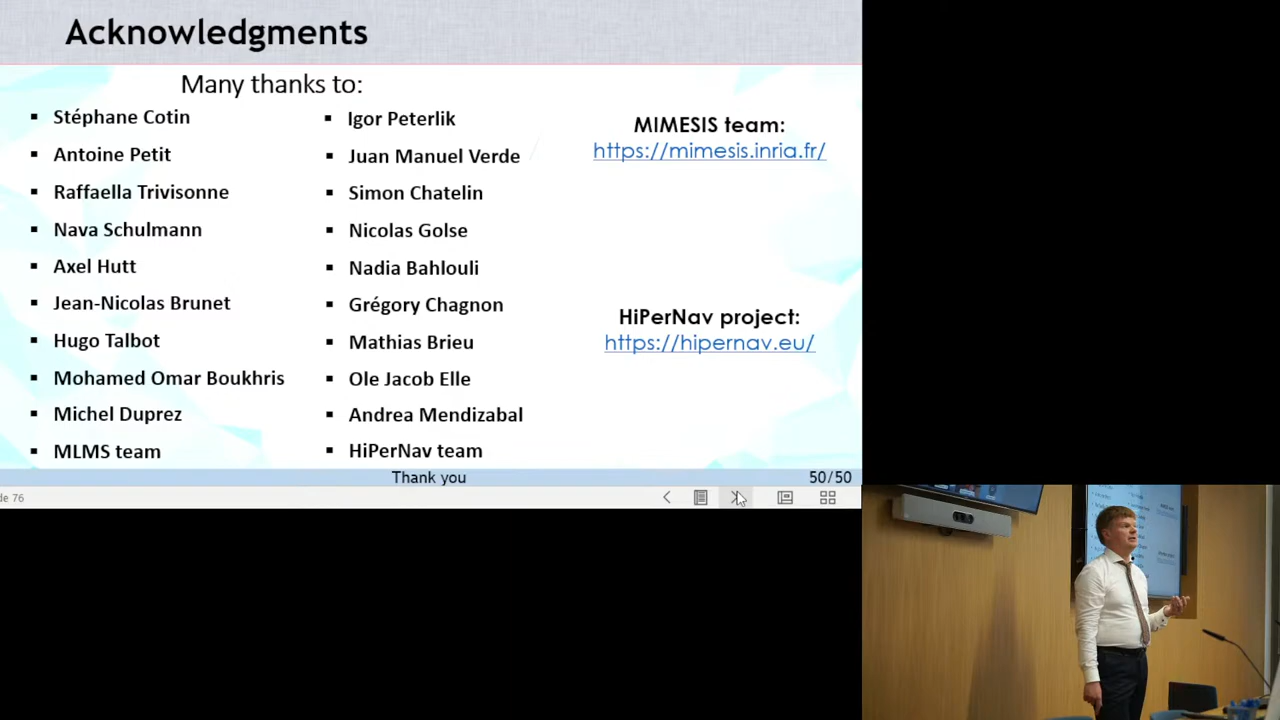 Acknowledgments
Many thanks to:
▪ Stéphane Cotin
▪ Antoine Petit
▪ Raffaella Trivisonne
▪ Nava Schulmann
▪ Axel Hutt
▪ Jean-Nicolas Brunet
▪ Hugo Talbot
▪ Mohamed Omar Boukhris
▪ Michel Duprez
▪ MLMS team
▪ Igor Peterlik
▪ Juan Manuel Verde
▪ Simon Chatelin
▪ Nicolas Golse
▪ Nadia Bahlouli
▪ Grégory Chagnon
▪ Mathias Brieu
▪ Ole Jacob Elle
▪ Andrea Mendizabal
▪ HiPerNav team
MIMESIS team:
https://mimesis.inria.fr/
HiPerNav project:
https://hipernav.eu/
Thank you
50/50
de 76